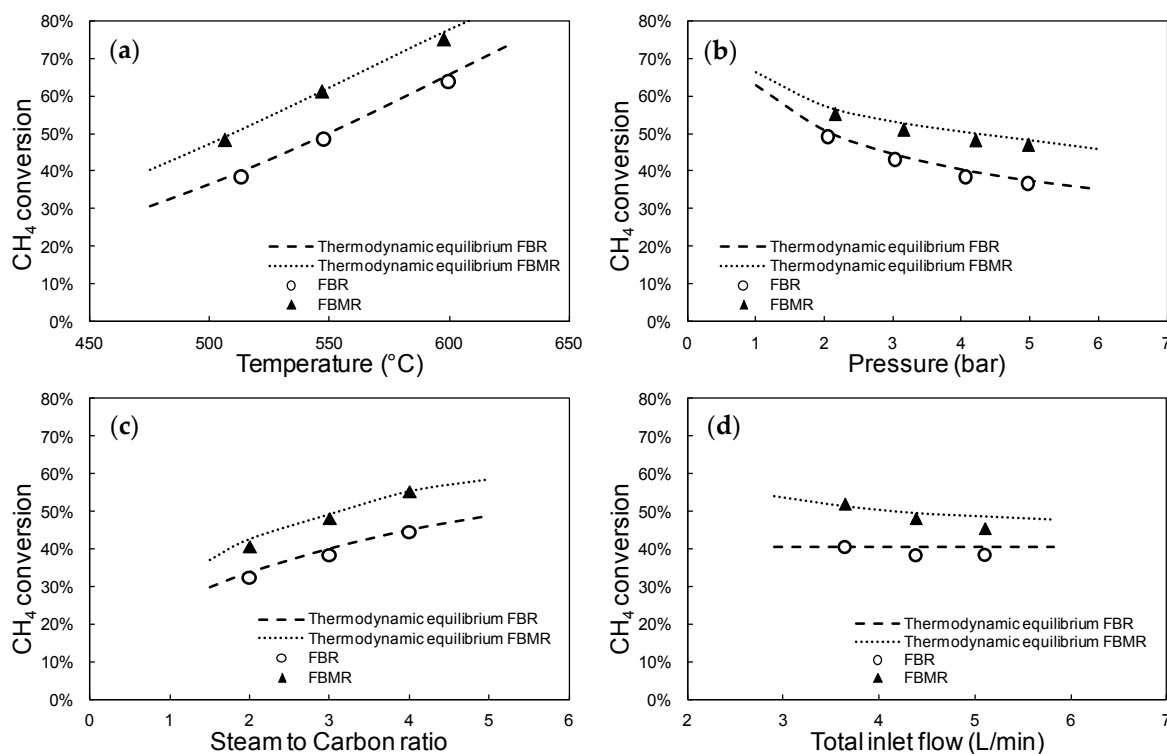 (a)
80%
70%
60%
50%
40%
30%
20%
10%
0%
CH4 conversion
Thermodynamic equilibrium FBR
Thermodynamic equilibrium FBMR
FBR
FBMR
450 500 550 600 650
Temperature (°C)
(b)
80%
70%
60%
50%
40%
30%
20%
10%
0%
CH4 conversion
Thermodynamic equilibrium FBR
Thermodynamic equilibrium FBMR
FBR
FBMR
0 1 2 3 4 5 6 7
Pressure (bar)
(c)
80%
70%
60%
50%
40%
30%
20%
10%
0%
CH4 conversion
Thermodynamic equilibrium FBR
Thermodynamic equilibrium FBMR
FBR
FBMR
0 1 2 3 4 5 6
Steam to Carbon ratio
(d)
80%
70%
60%
50%
40%
30%
20%
10%
0%
CH4 conversion
Thermodynamic equilibrium FBR
Thermodynamic equilibrium FBMR
FBR
FBMR
2 3 4 5 6 7
Total inlet flow (L/min)